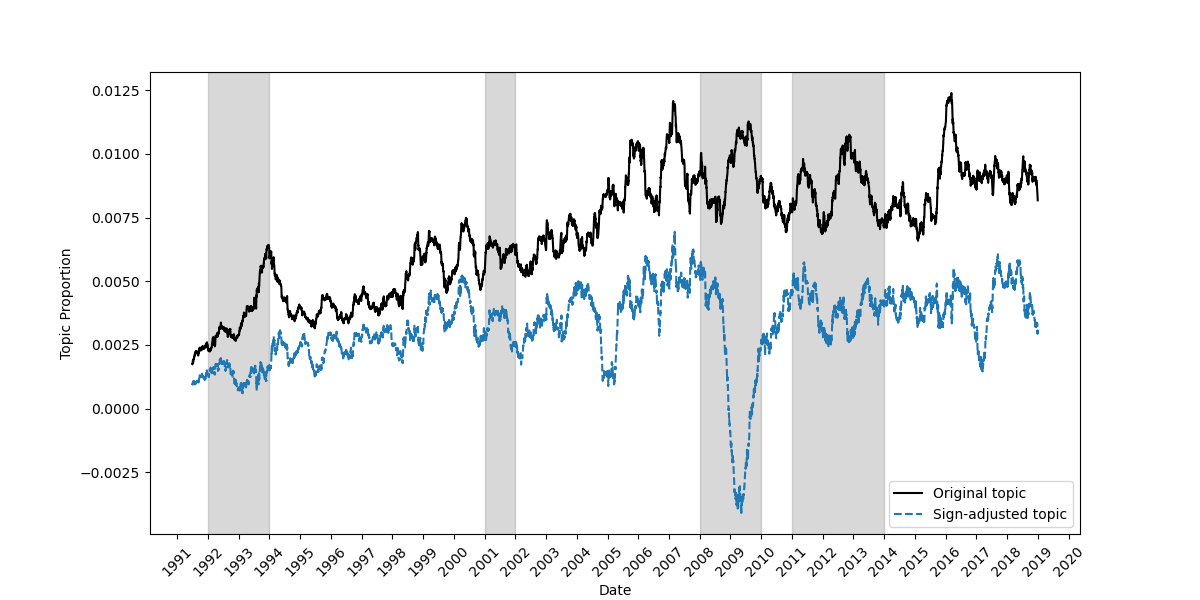 0.0125
0.0100
0.0075
0.0050
0.0025
0.0000
−0.0025
Topic Proportion
Original topic
Sign-adjusted topic
1991 1992 1993 1994 1995 1996 1997 1998 1999 2000 2001 2002 2003 2004 2005 2006 2007 2008 2009 2010 2011 2012 2013 2014 2015 2016 2017 2018 2019 2020
Date